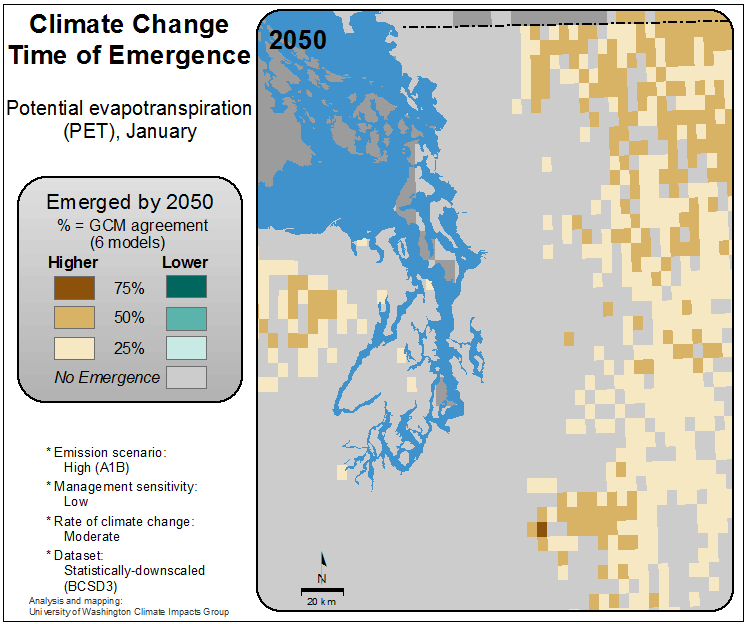 Climate Change
Time of Emergence
Potential evapotranspiration
(PET), January
Emerged by 2050
% = GCM agreement
(6 models)
Higher Lower
75%
50%
25%
No Emergence
* Emission scenario:
High (A1B)
* Management sensitivity:
Low
* Rate of climate change:
Moderate
* Dataset:
Statistically-downscaled
(BCSD3)
Analysis and mapping:
University of Washington Climate Impacts Group
2050
N
20 km